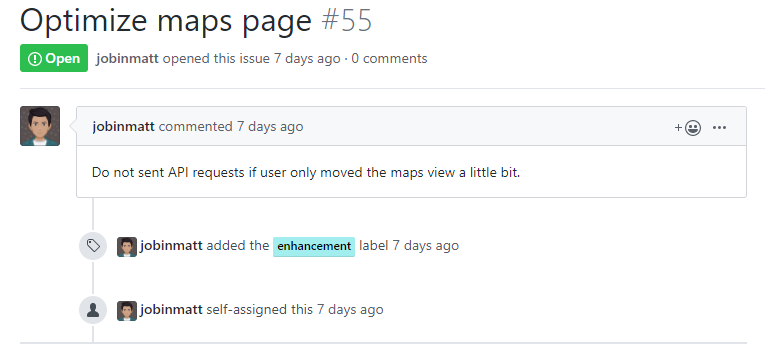 Optimize maps page #55
Open jobinmatt opened this issue 7 days ago · 0 comments
jobinmatt commented 7 days ago
Do not sent API requests if user only moved the maps view a little bit.
jobinmatt added the enhancement label 7 days ago
jobinmatt self-assigned this 7 days ago